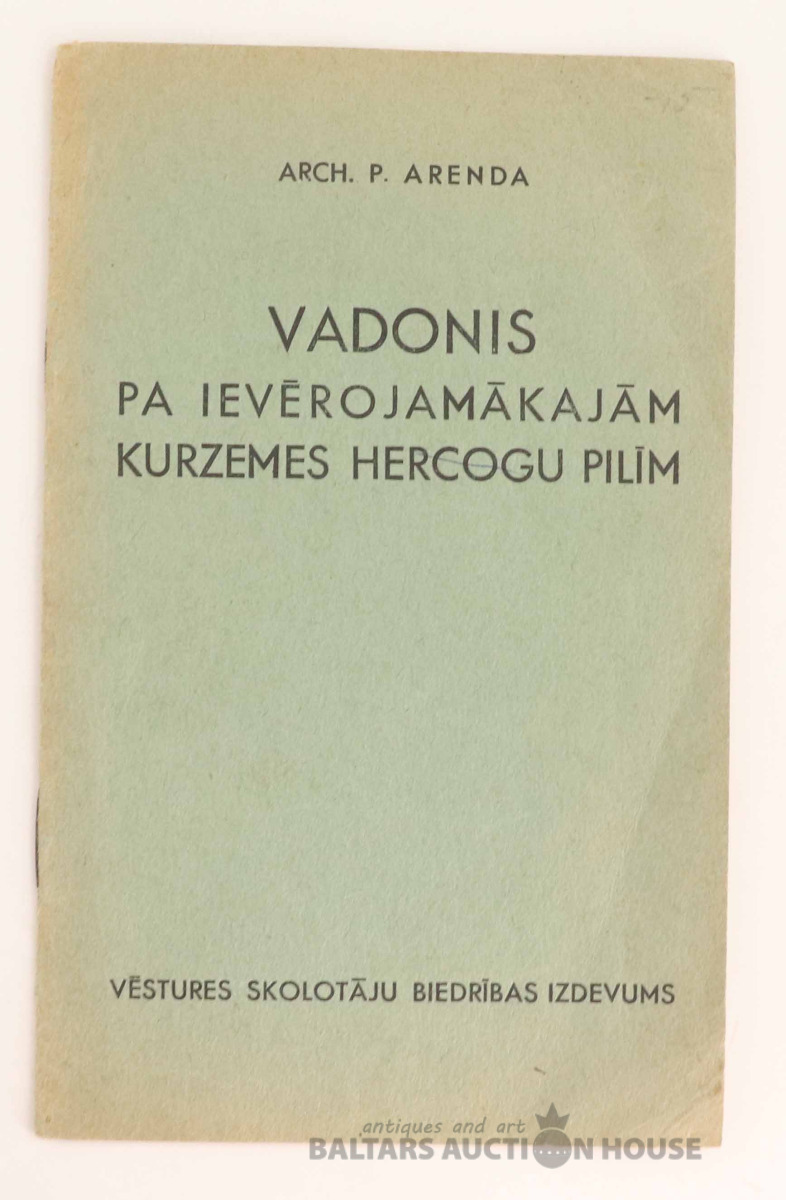 ARCH. P. ARENDA
VADONIS
PA IEVĒROJAMĀKAJĀM
KURZEMES HERCOGU PILĪM
VĒSTURES SKOLOTĀJU BIEDRĪBAS IZDEVUMS
antiques and art
BALTARS AUCTION HOUSE